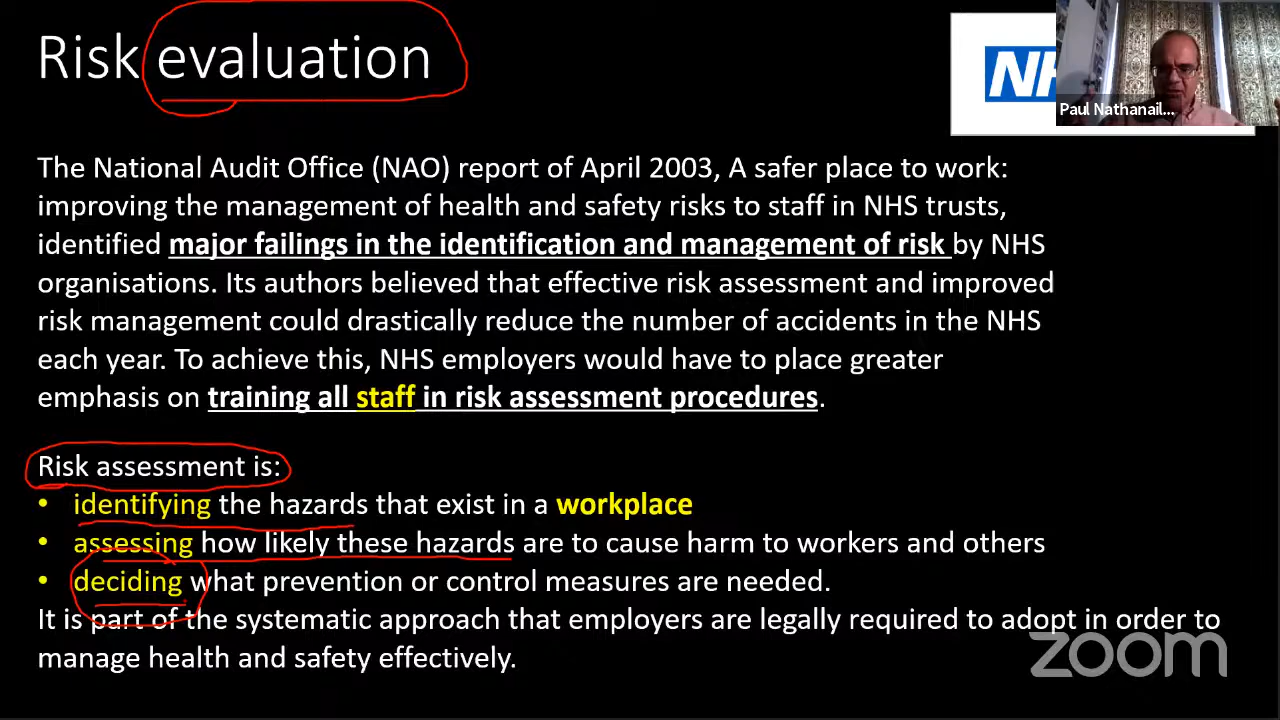 Risk evaluation
NH
Paul Nathanail...
The National Audit Office (NAO) report of April 2003, A safer place to work:
improving the management of health and safety risks to staff in NHS trusts,
identified major failings in the identification and management of risk by NHS
organisations. Its authors believed that effective risk assessment and improved
risk management could drastically reduce the number of accidents in the NHS
each year. To achieve this, NHS employers would have to place greater
emphasis on training all staff in risk assessment procedures.
Risk assessment is:
• identifying the hazards that exist in a workplace
• assessing how likely these hazards are to cause harm to workers and others
• deciding what prevention or control measures are needed.
It is part of the systematic approach that employers are legally required to adopt in order to
manage health and safety effectively.
zoom